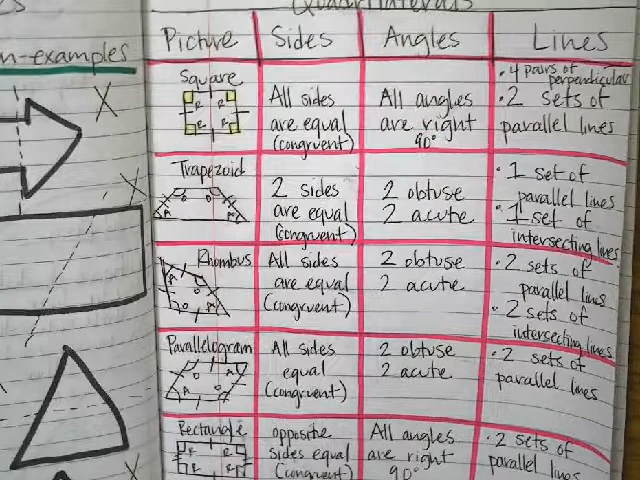 Quadrilaterals
n-examples
Picture Sides Angles Lines
Square
All sides
are equal
(congruent)
All angles
are right
90°
• 4 pairs of
perpendicular
• 2 sets of
parallel lines
Trapezoid
2 sides
are equal
(congruent)
2 obtuse
2 acute
• 1 set of
parallel lines
• 1 set of
intersecting lines
Rhombus
All sides
are equal
(congruent)
2 obtuse
2 acute
• 2 sets of
parallel lines
• 2 sets of
intersecting lines
Parallelogram
All sides
equal
(congruent)
2 obtuse
2 acute
• 2 sets of
parallel lines
Rectangle
opposite
sides equal
(congruent)
All angles
are right
90°
• 2 sets of
parallel lines